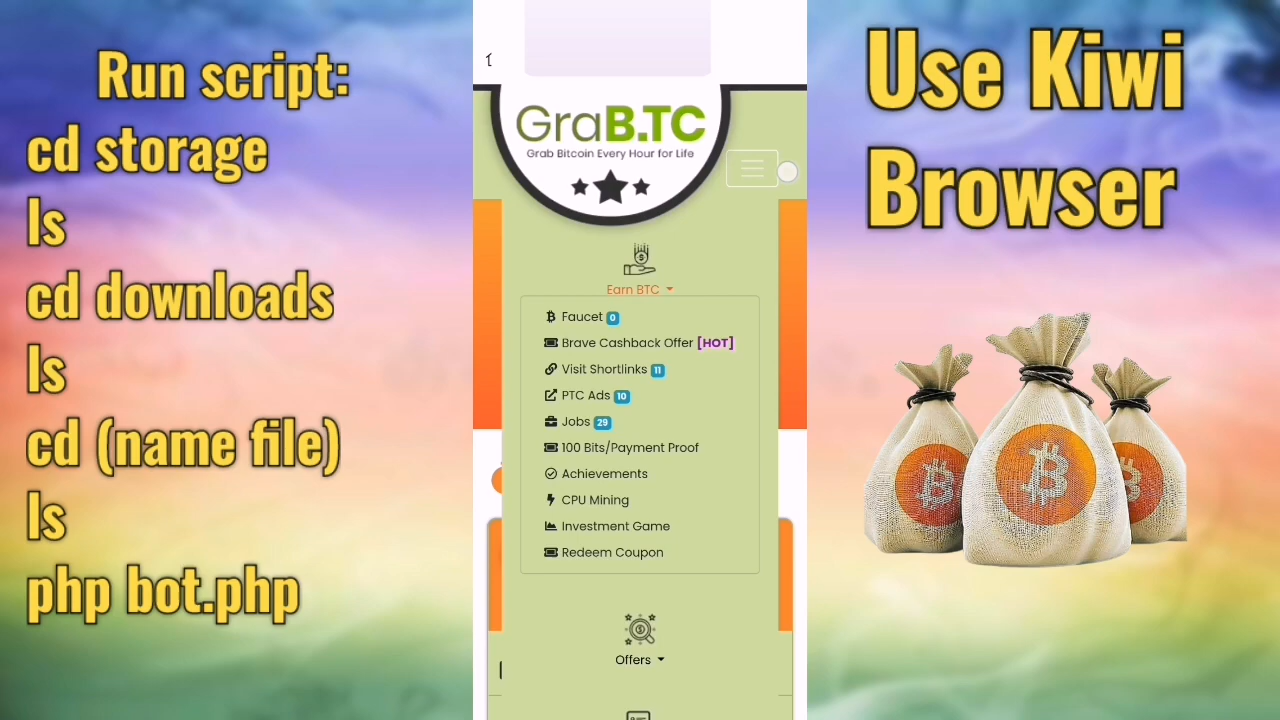 Run script:
cd storage
ls
cd downloads
ls
cd (name file)
ls
php bot.php
GraB.TC
Grab Bitcoin Every Hour for Life
Earn BTC
Faucet 0
Brave Cashback Offer [HOT]
Visit Shortlinks 11
PTC Ads 10
Jobs 29
100 Bits/Payment Proof
Achievements
CPU Mining
Investment Game
Redeem Coupon
Offers
Use Kiwi
Browser